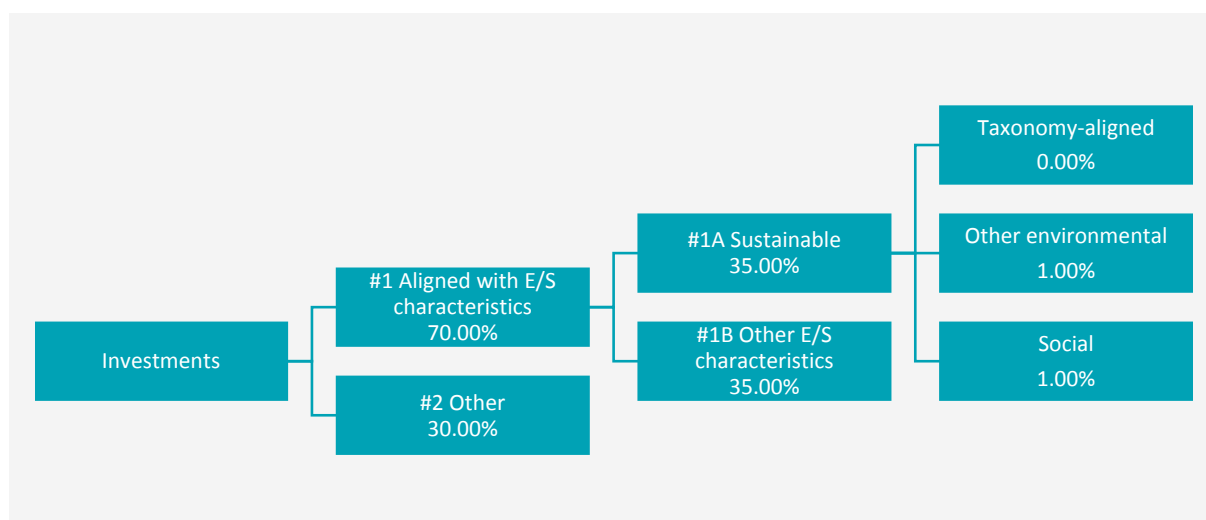 Investments
#1 Aligned with E/S
characteristics
70.00%
#2 Other
30.00%
#1A Sustainable
35.00%
#1B Other E/S
characteristics
35.00%
Taxonomy-aligned
0.00%
Other environmental
1.00%
Social
1.00%